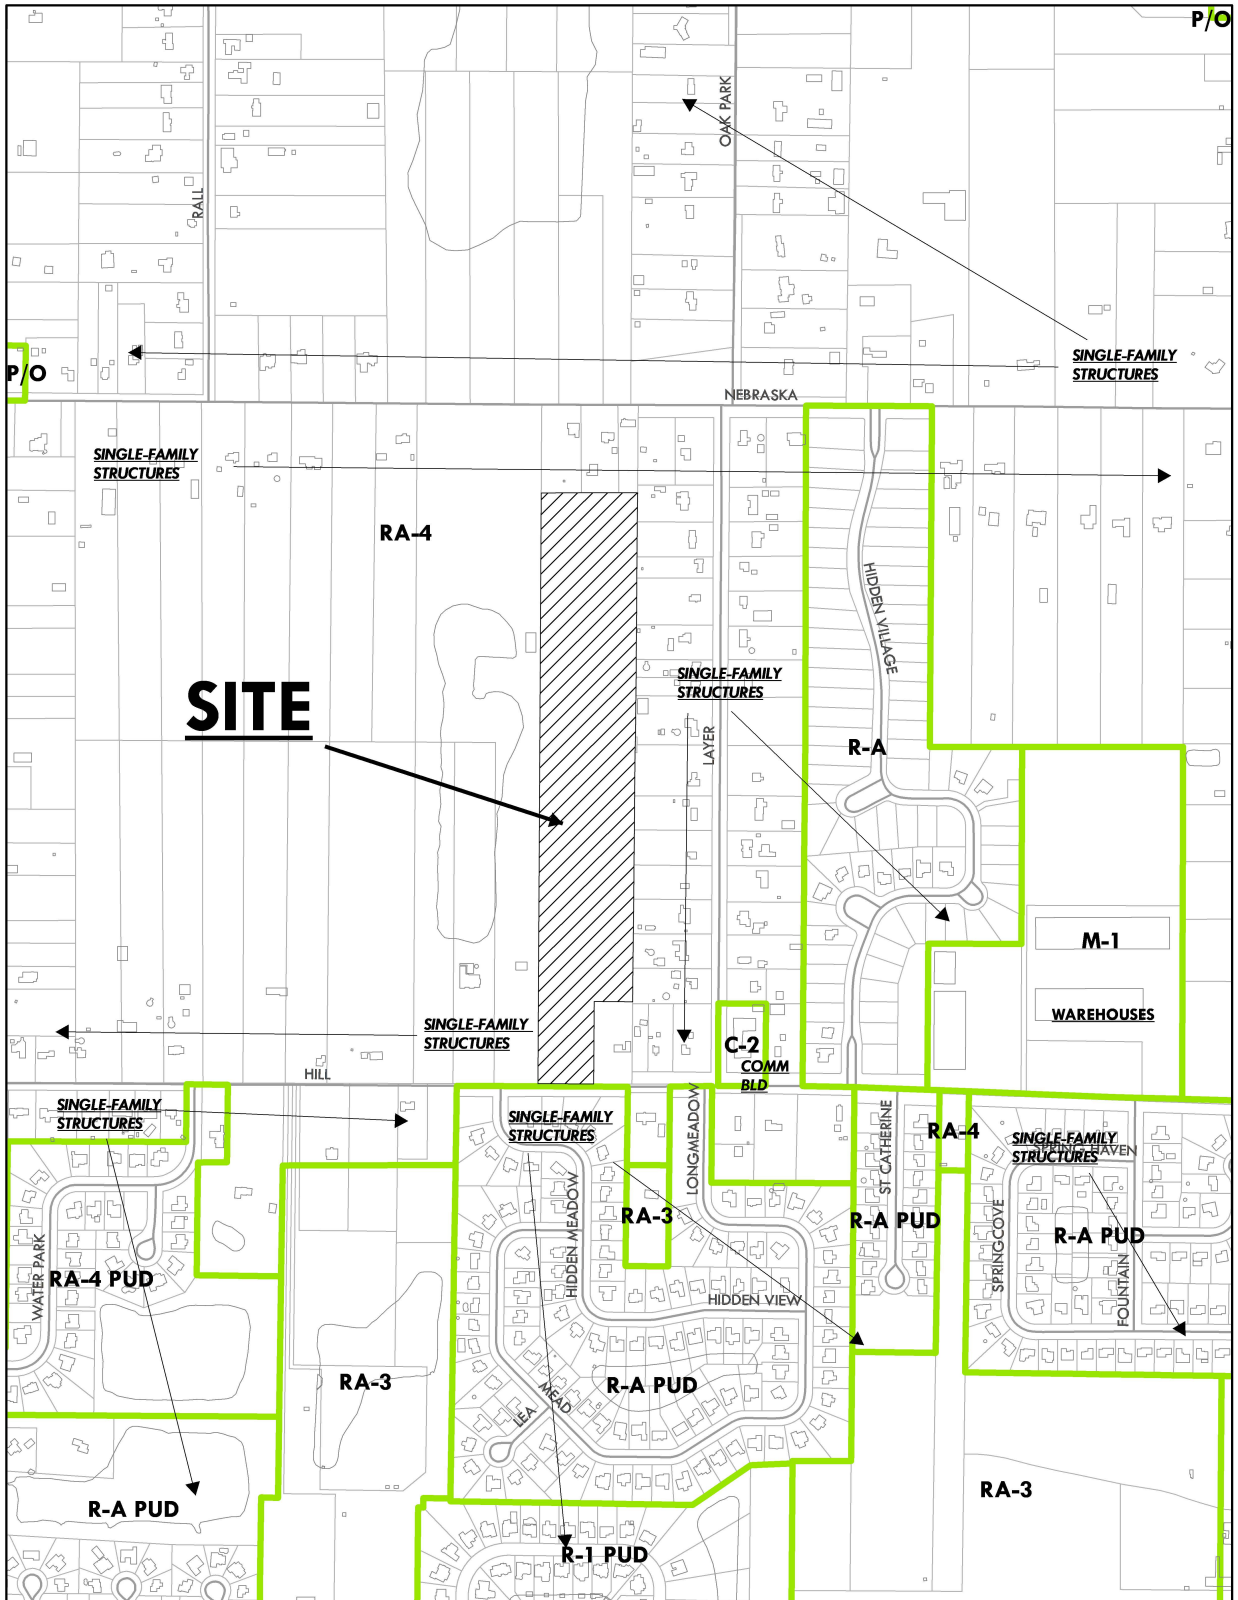 P/O
OAK PARK
RALL
SINGLE-FAMILY
STRUCTURES
P/O
NEBRASKA
SINGLE-FAMILY
STRUCTURES
RA-4
HIDDEN VILLAGE
SINGLE-FAMILY
STRUCTURES
SITE
LAYER
R-A
M-1
WAREHOUSES
SINGLE-FAMILY
STRUCTURES
C-2
COMM
BLD
HILL
SINGLE-FAMILY
STRUCTURES
SINGLE-FAMILY
STRUCTURES
LONGMEADOW
ST CATHERINE
RA-4
SINGLE-FAMILY
STRUCTURES
SPRING HAVEN
HIDDEN MEADOW
RA-3
R-A PUD
SPRINGCOVE
R-A PUD
WATER PARK
RA-4 PUD
FOUNTAIN
HIDDEN VIEW
RA-3
R-A PUD
MEAD
LEA
RA-3
R-A PUD
R-1 PUD